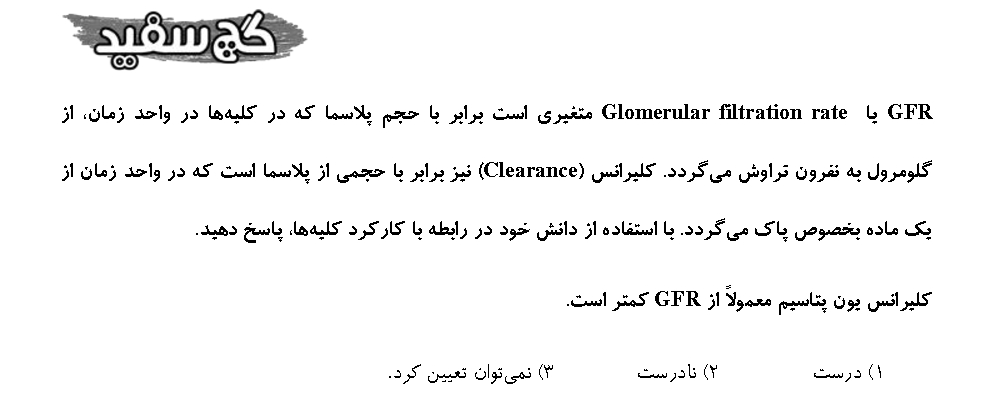 گچ سفید
GFR یا Glomerular filtration rate متغیری است برابر با حجم پلاسما که در کلیه‌ها در واحد زمان، از
گلومرول به نفرون تراوش می‌گردد. کلیرانس (Clearance) نیز برابر با حجمی از پلاسما است که در واحد زمان از
یک ماده بخصوص پاک می‌گردد. با استفاده از دانش خود در رابطه با کارکرد کلیه‌ها، پاسخ دهید.
کلیرانس یون پتاسیم معمولاً از GFR کمتر است.
۱) درست ۲) نادرست ۳) نمی‌توان تعیین کرد.